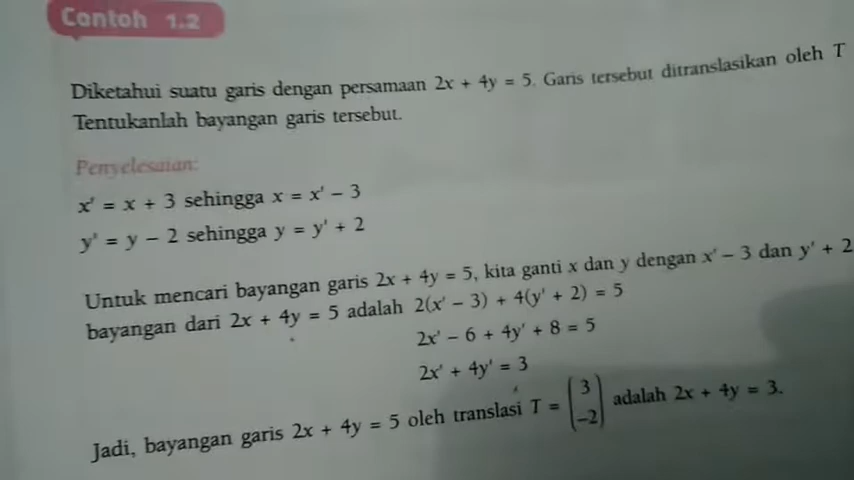 Contoh 1.2
Diketahui suatu garis dengan persamaan 2x + 4y = 5. Garis tersebut ditranslasikan oleh T
Tentukanlah bayangan garis tersebut.
Penyelesaian:
x' = x + 3 sehingga x = x' − 3
y' = y − 2 sehingga y = y' + 2
Untuk mencari bayangan garis 2x + 4y = 5, kita ganti x dan y dengan x' − 3 dan y' + 2
bayangan dari 2x + 4y = 5 adalah 2(x' − 3) + 4(y' + 2) = 5
2x' − 6 + 4y' + 8 = 5
2x' + 4y' = 3
Jadi, bayangan garis 2x + 4y = 5 oleh translasi T = (3 −2) adalah 2x + 4y = 3.